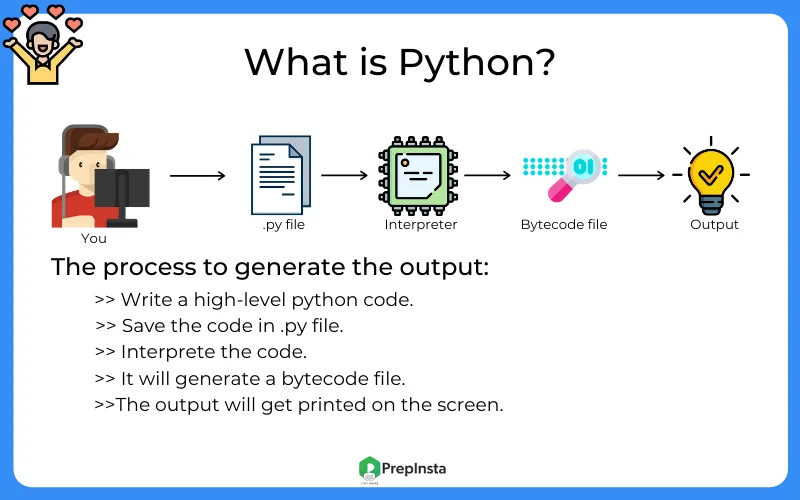 What is Python?
You
.py file
Interpreter
Bytecode file
Output
The process to generate the output:
>> Write a high-level python code.
>> Save the code in .py file.
>> Interprete the code.
>> It will generate a bytecode file.
>>The output will get printed on the screen.
PrepInsta